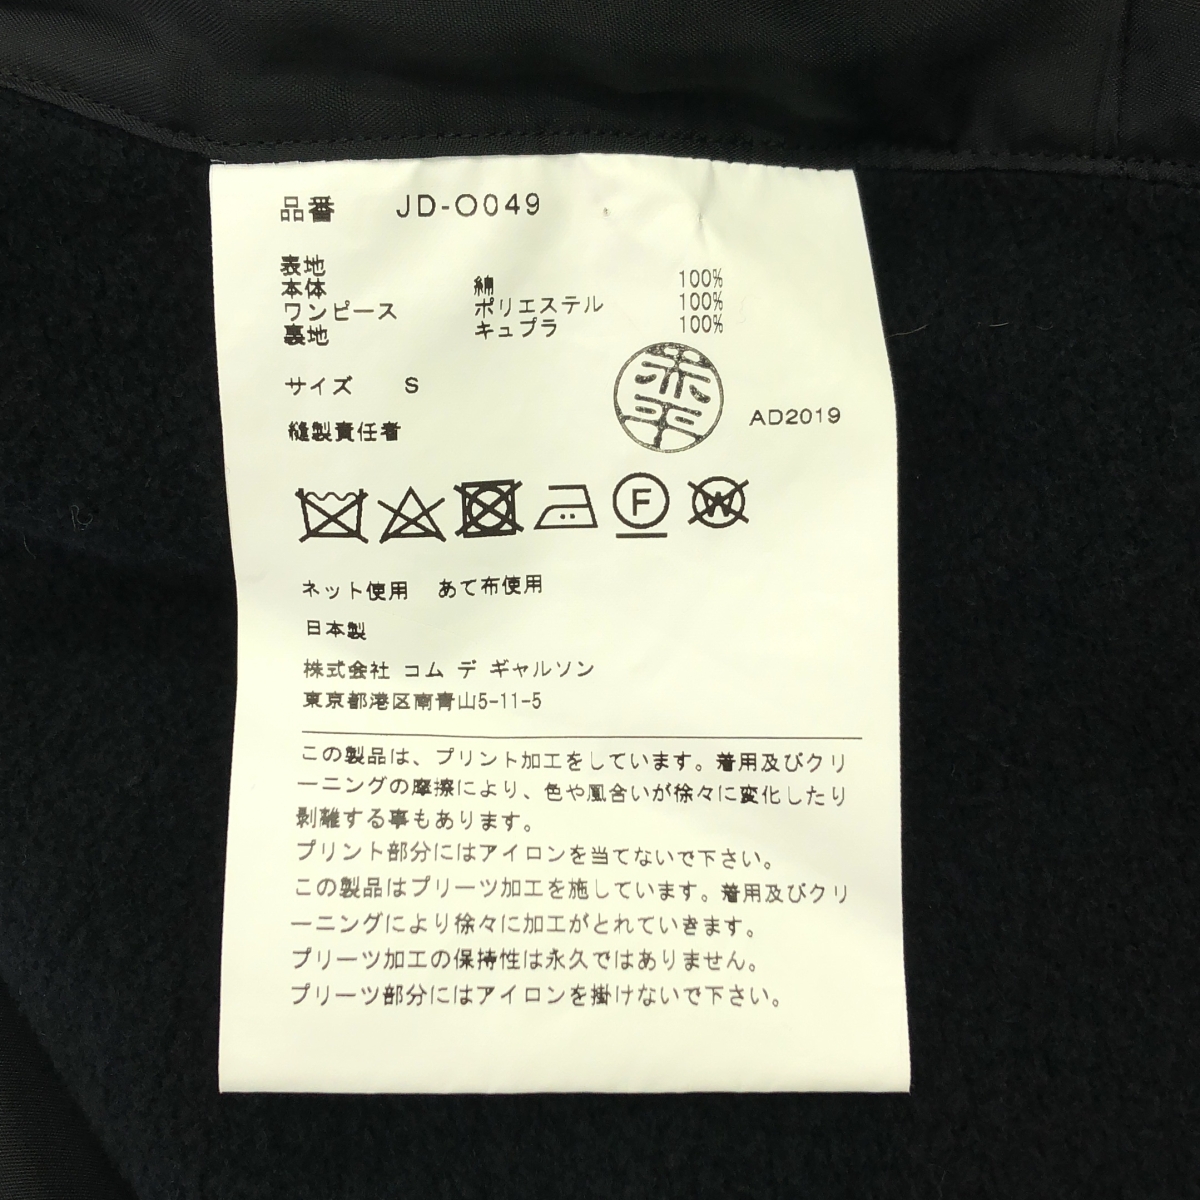 品番 JD-O049
表地
本体 綿 100%
ワンピース ポリエステル 100%
裏地 キュプラ 100%
サイズ S
縫製責任者 赤平 AD2019
F W
ネット使用 あて布使用
日本製
株式会社 コム デ ギャルソン
東京都港区南青山5-11-5
この製品は、プリント加工をしています。着用及びクリ
ーニングの摩擦により、色や風合いが徐々に変化したり
剥離する事もあります。
プリント部分にはアイロンを当てないで下さい。
この製品はプリーツ加工を施しています。着用及びクリ
ーニングにより徐々に加工がとれていきます。
プリーツ加工の保持性は永久ではありません。
プリーツ部分にはアイロンを掛けないで下さい。